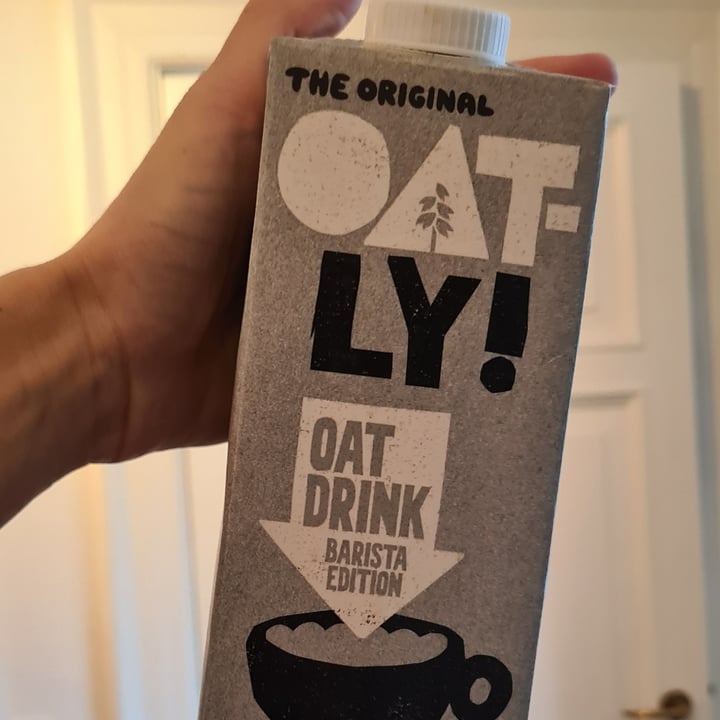 THE ORIGINAL
OAT-
LY!
OAT
DRINK
BARISTA
EDITION